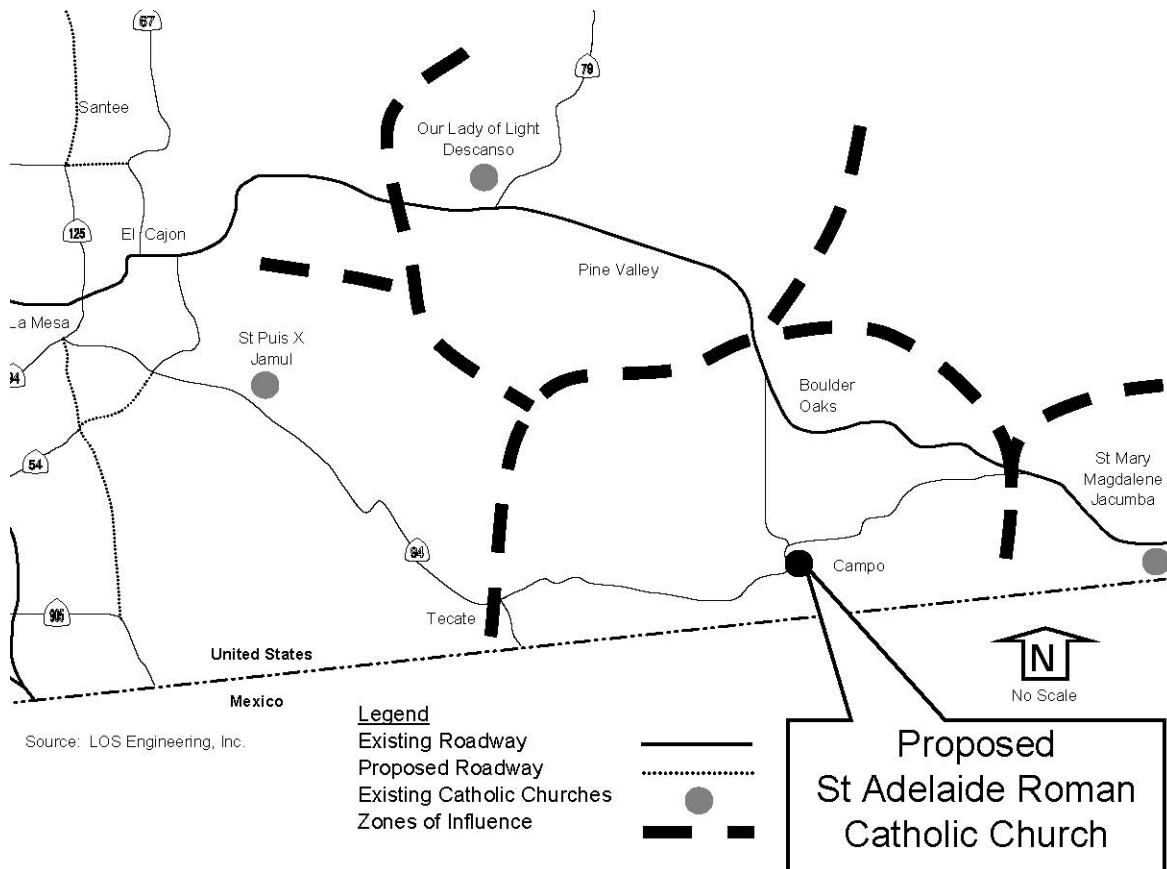 67
Santee
79
Our Lady of Light
Descanso
125
El Cajon
Pine Valley
La Mesa
St Puis X
Jamul
94
Boulder
Oaks
54
St Mary
Magdalene
Jacumba
94
Campo
905
Tecate
United States
Mexico
N
No Scale
Source: LOS Engineering, Inc.
Legend
Existing Roadway
Proposed Roadway
Existing Catholic Churches
Zones of Influence
Proposed
St Adelaide Roman
Catholic Church